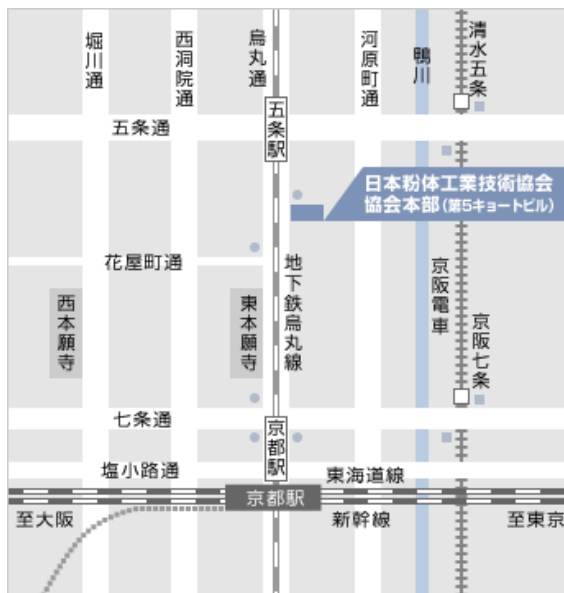 堀川通
西洞院通
烏丸通
河原町通
鴨川
清水五条
五条駅
五条通
日本粉体工業技術協会
協会本部(第5キョートビル)
花屋町通
地下鉄烏丸線
京阪電車
西本願寺
東本願寺
京阪七条
七条通
京都駅
塩小路通
東海道線
京都駅
至大阪
新幹線
至東京